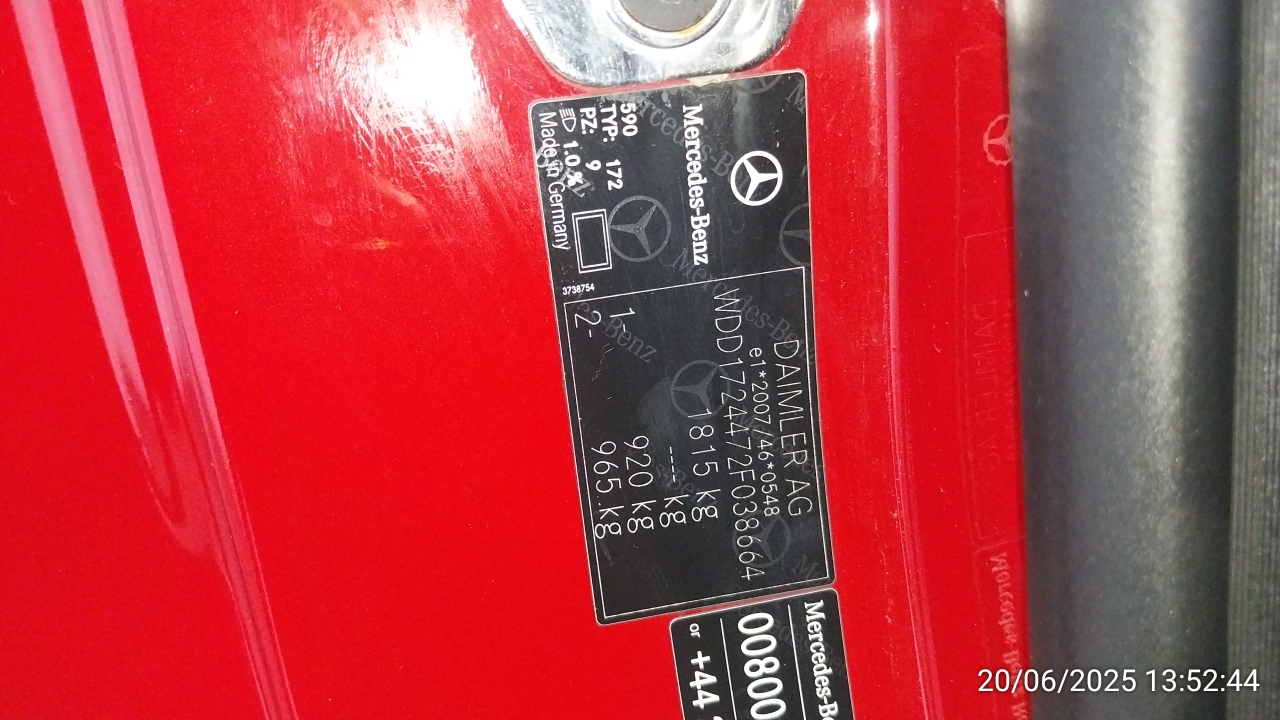 Mercedes-Benz
590
TYP: 172
PZ: 9
1.0 %
Made in Germany
3738754
DAIMLER AG
e1*2007/46*0548
WDD1724472F038664
1815 kg
--- kg
1- 920 kg
2- 965 kg
Mercedes-B
00800
or +44
20/06/2025 13:52:44